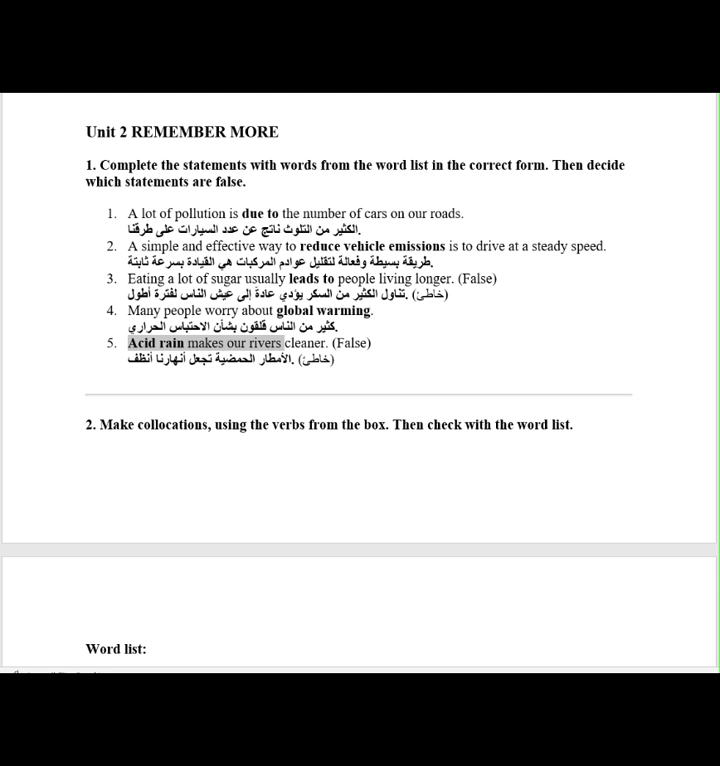 Unit 2 REMEMBER MORE
1. Complete the statements with words from the word list in the correct form. Then decide
which statements are false.
1. A lot of pollution is due to the number of cars on our roads.
الكثير من التلوث ناتج عن عدد السيارات على طرقنا.
2. A simple and effective way to reduce vehicle emissions is to drive at a steady speed.
طريقة بسيطة وفعالة لتقليل عوادم المركبات هي القيادة بسرعة ثابتة.
3. Eating a lot of sugar usually leads to people living longer. (False)
تناول الكثير من السكر يؤدي عادةً إلى عيش الناس لفترة أطول. (خاطئ)
4. Many people worry about global warming.
كثير من الناس قلقون بشأن الاحتباس الحراري.
5. Acid rain makes our rivers cleaner. (False)
الأمطار الحمضية تجعل أنهارنا أنظف. (خاطئ)
2. Make collocations, using the verbs from the box. Then check with the word list.
Word list: